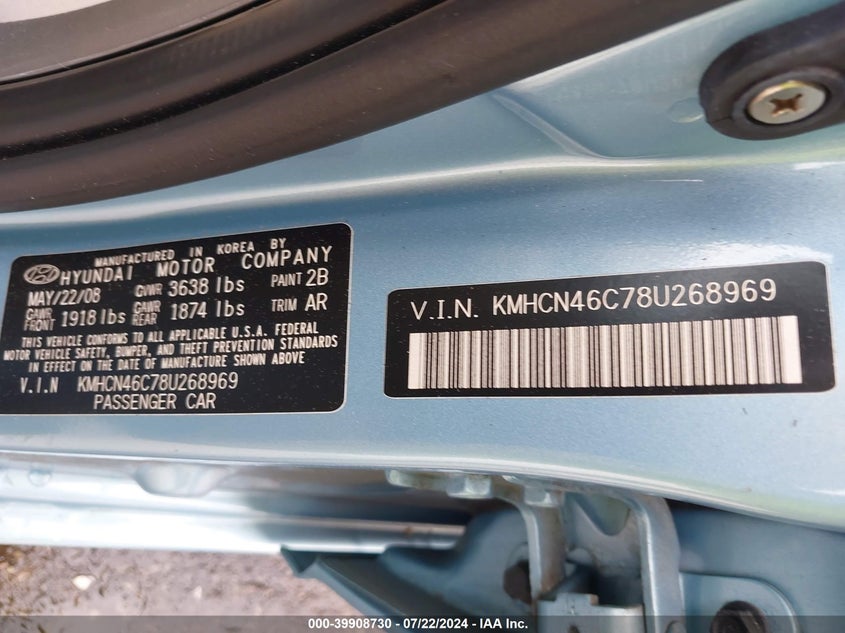 MANUFACTURED IN KOREA BY
HYUNDAI MOTOR COMPANY
MAY/22/08 GVWR 3638 lbs PAINT 2B
GAWR FRONT 1918 lbs GAWR REAR 1874 lbs TRIM AR
THIS VEHICLE CONFORMS TO ALL APPLICABLE U.S.A. FEDERAL
MOTOR VEHICLE SAFETY, BUMPER, AND THEFT PREVENTION STANDARDS
IN EFFECT ON THE DATE OF MANUFACTURE SHOWN ABOVE
V.I.N KMHCN46C78U268969
PASSENGER CAR
V.I.N. KMHCN46C78U268969
000-39908730 - 07/22/2024 - IAA Inc.